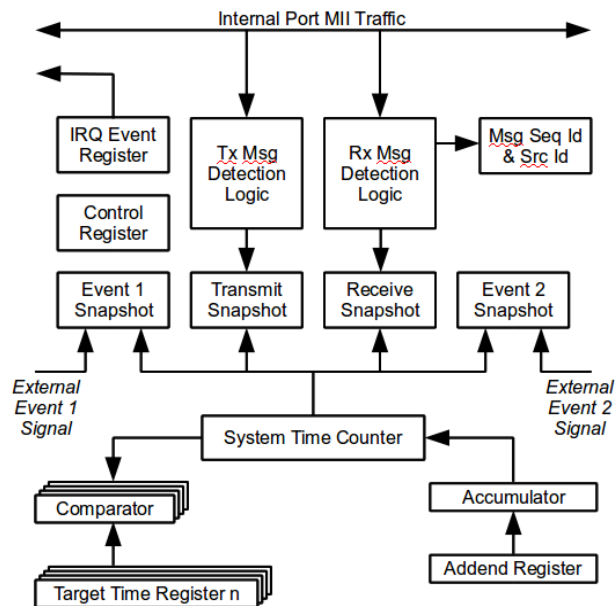 Internal Port MII Traffic
IRQ Event
Register
Tx Msg
Detection
Logic
Rx Msg
Detection
Logic
Msg Seq Id
& Src Id
Control
Register
Event 1
Snapshot
Transmit
Snapshot
Receive
Snapshot
Event 2
Snapshot
External
Event 1
Signal
External
Event 2
Signal
System Time Counter
Comparator
Accumulator
Target Time Register n
Addend Register